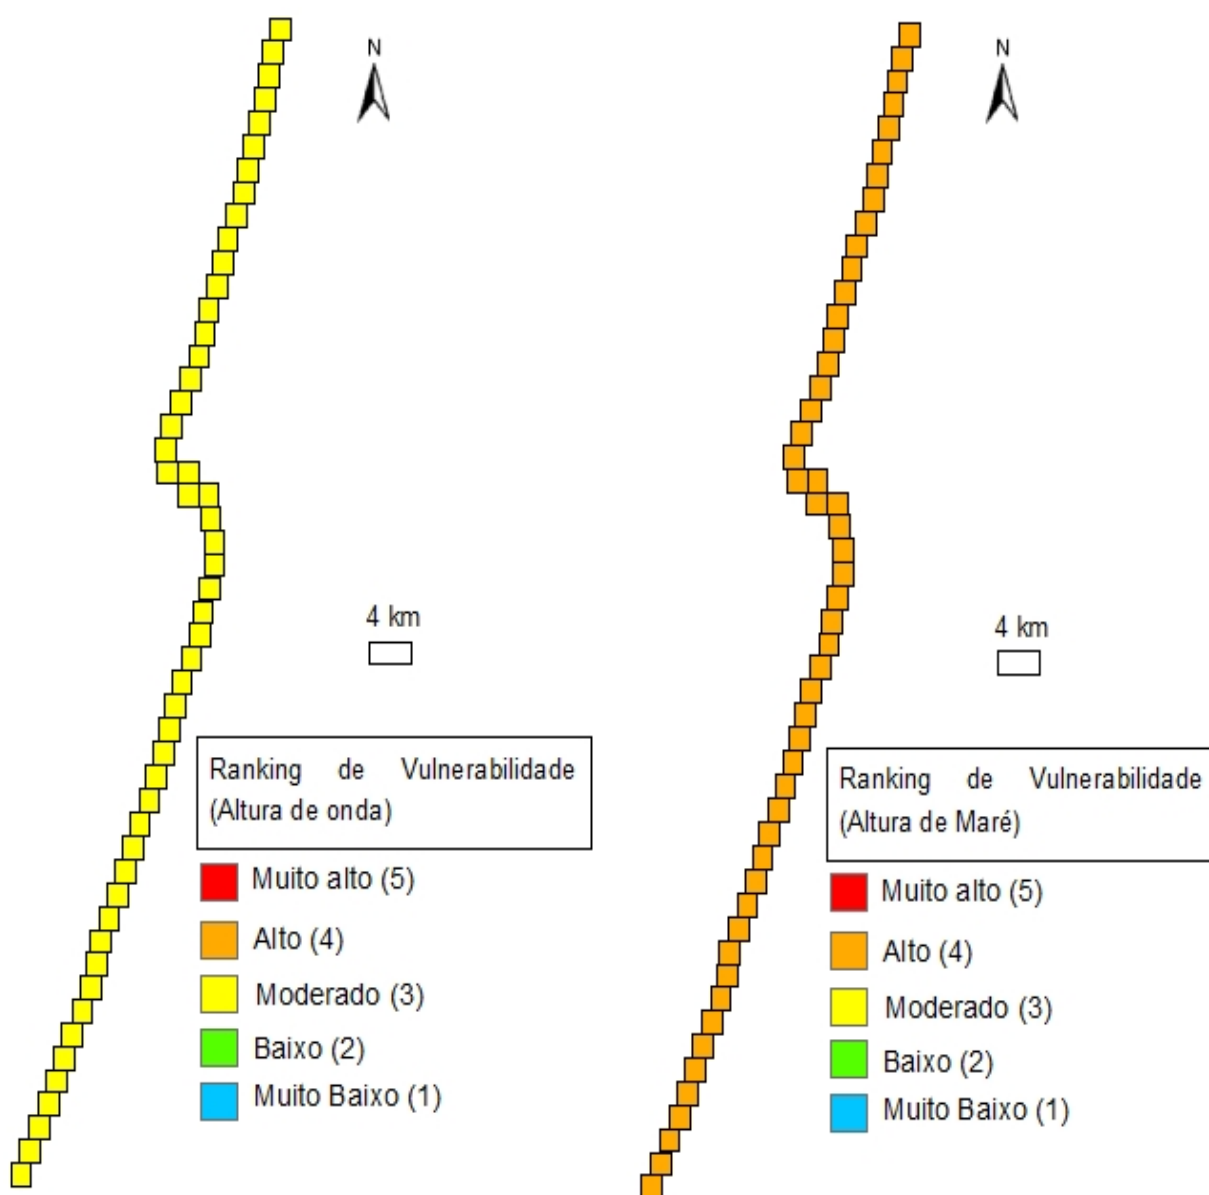 N
4 km
Ranking de Vulnerabilidade
(Altura de onda)
Muito alto (5)
Alto (4)
Moderado (3)
Baixo (2)
Muito Baixo (1)
N
4 km
Ranking de Vulnerabilidade
(Altura de Maré)
Muito alto (5)
Alto (4)
Moderado (3)
Baixo (2)
Muito Baixo (1)